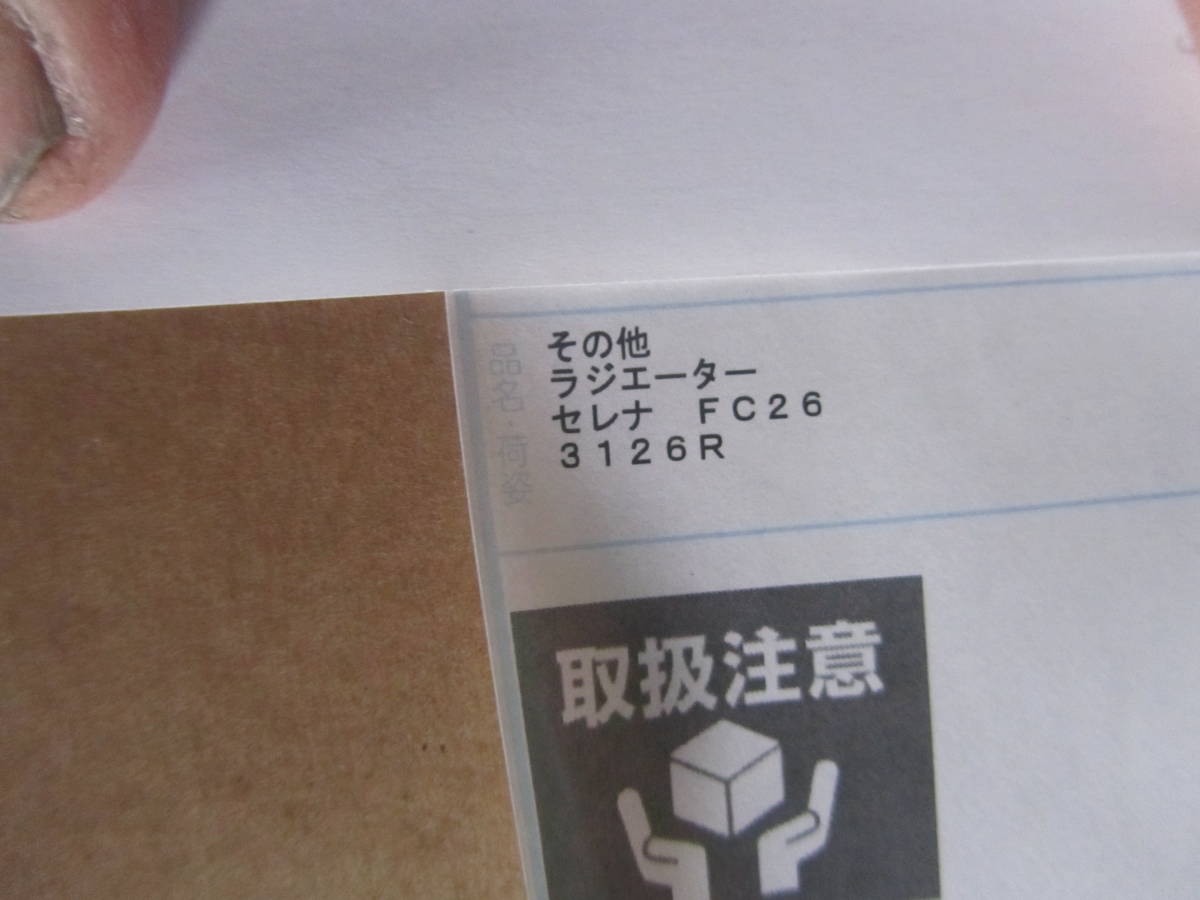 品名・荷姿
その他
ラジエーター
セレナ　ＦＣ２６
３１２６Ｒ
取扱注意